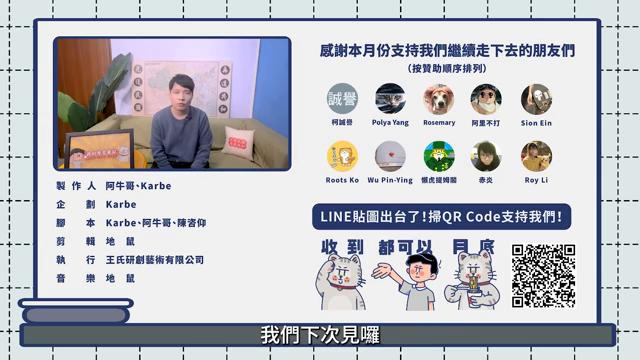 感謝本月份支持我們繼續走下去的朋友們
（按贊助順序排列）
誠譽
柯誠譽
Polya Yang
Rosemary
阿里不打
Sion Ein
Roots Ko
Wu Pin-Ying
懶虎提姆閣
赤炎
Roy Li
製作人 阿牛哥、Karbe
企劃 Karbe
腳本 Karbe、阿牛哥、陳咨仰
剪輯 地鼠
執行 王氏研創藝術有限公司
音樂 地鼠
LINE貼圖出台了！掃QR Code支持我們！
收到 都可以 月底
我們下次見囉